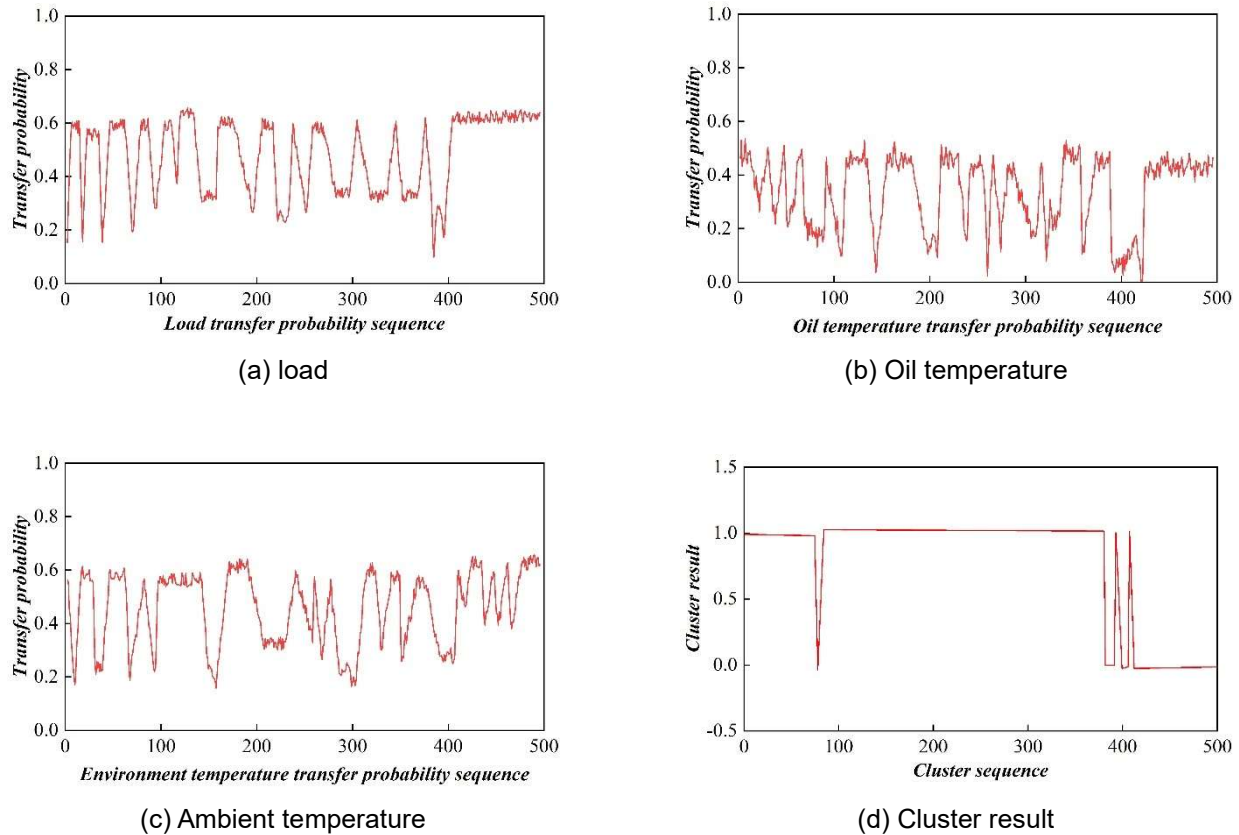 1.0
0.8
0.6
0.4
0.2
0.0
Transfer probability
0 100 200 300 400 500
Load transfer probability sequence
(a) load
1.0
0.8
0.6
0.4
0.2
0.0
Transfer probability
0 100 200 300 400 500
Oil temperature transfer probability sequence
(b) Oil temperature
1.0
0.8
0.6
0.4
0.2
0.0
Transfer probability
0 100 200 300 400 500
Environment temperature transfer probability sequence
(c) Ambient temperature
1.5
1.0
0.5
0.0
-0.5
Cluster result
0 100 200 300 400 500
Cluster sequence
(d) Cluster result